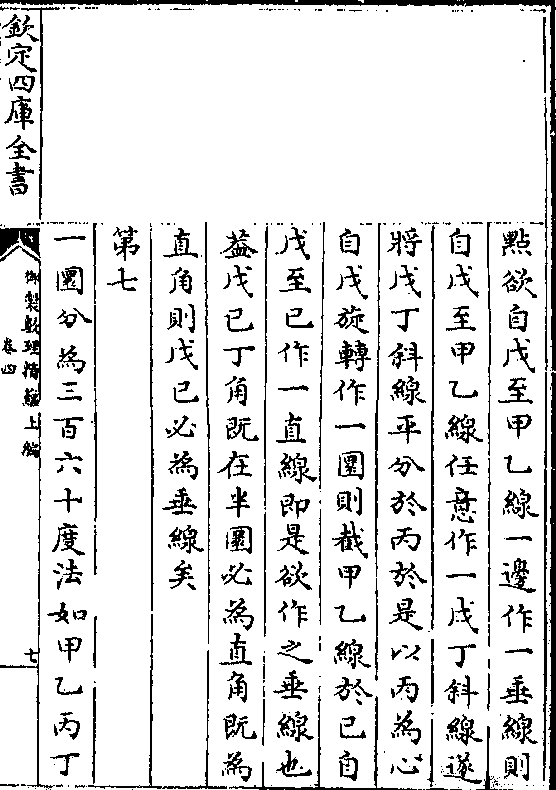 點欲自戊至甲乙線一邊作一垂線則
自戊至甲乙線任意作一戊丁斜線遂
將戊丁斜線平分於丙於是以丙為心
自戊旋轉作一圜則截甲乙線於已自
戊至已作一直線即是欲作之垂線也
葢戊已丁角既在半圜必為直角既為
直角則戊已必為垂線矣
第七
一圜分為三百六十度法如甲乙丙丁
欽定四庫全書
御製數理精藴上編
卷四
七